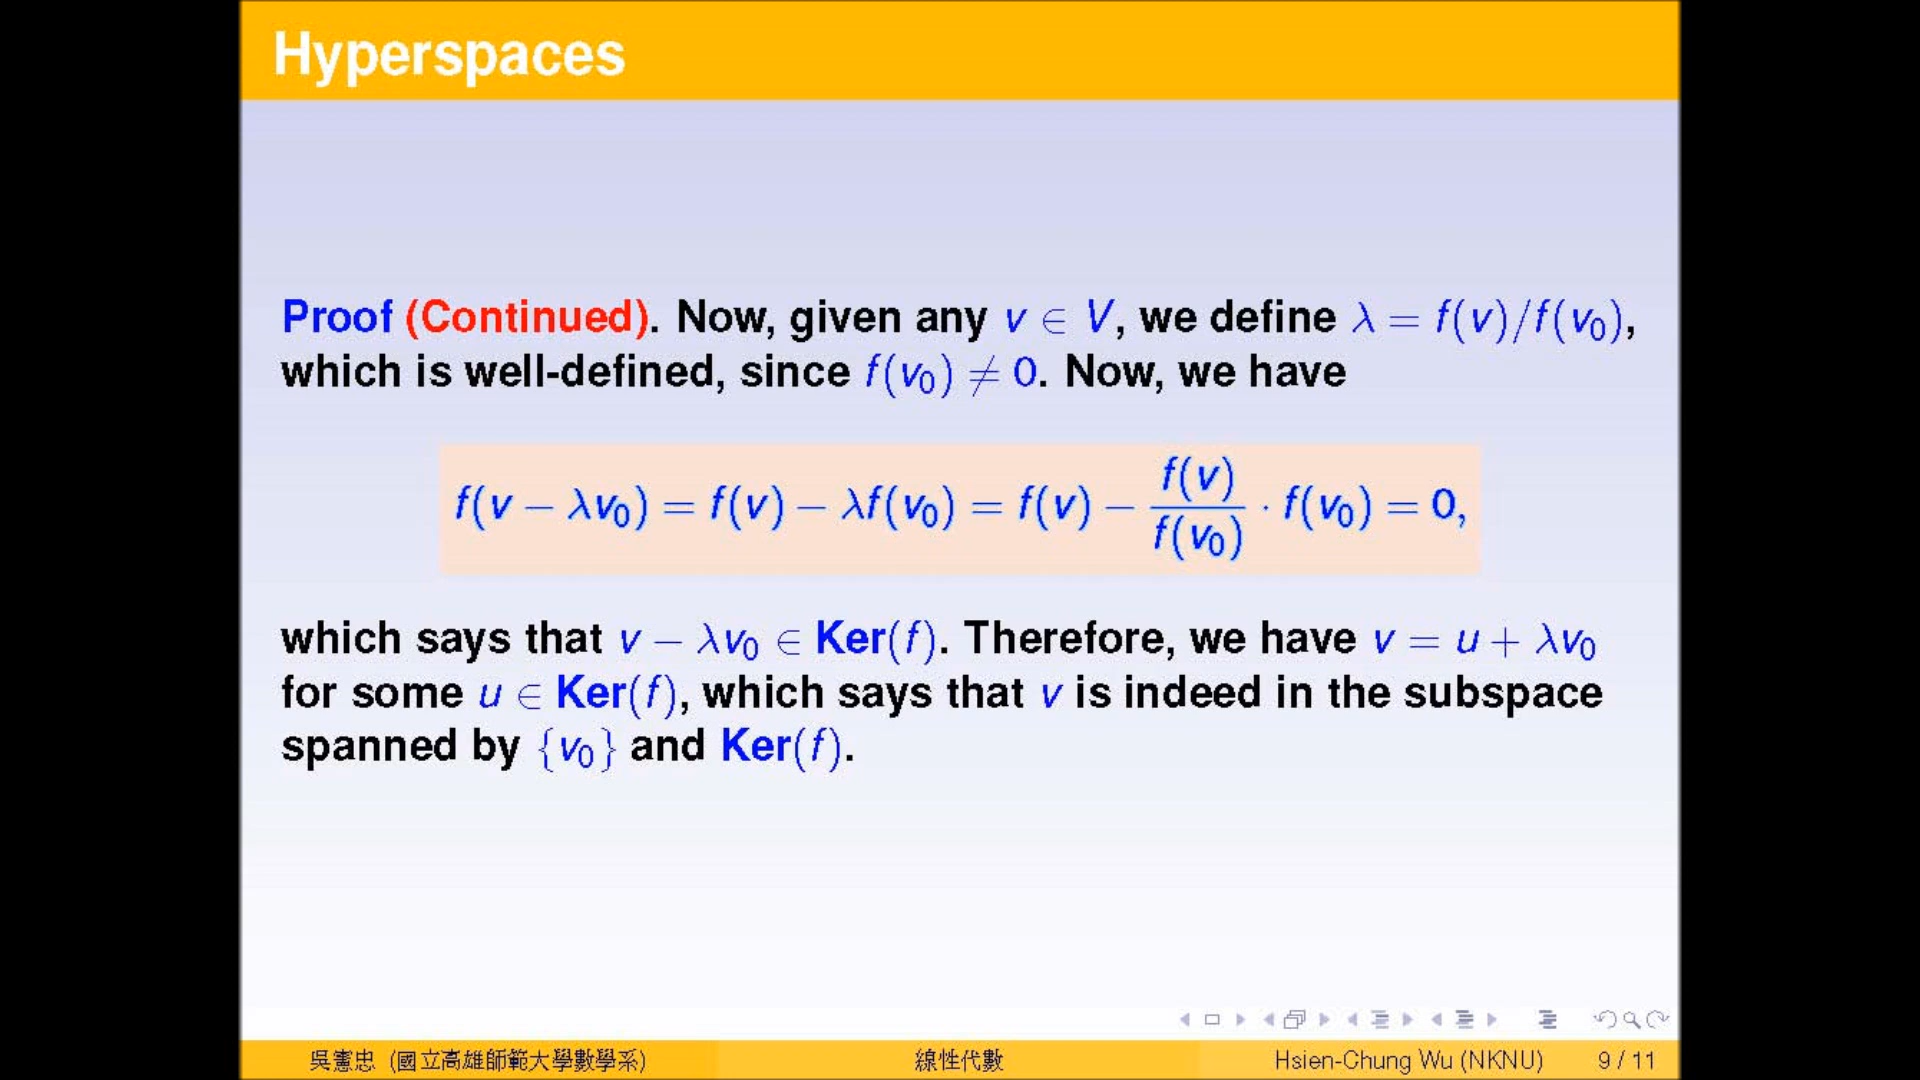 Hyperspaces
Proof (Continued). Now, given any v ∈ V, we define λ = f(v)/f(v₀),
which is well-defined, since f(v₀) ≠ 0. Now, we have
f(v − λv₀) = f(v) − λf(v₀) = f(v) − f(v)/f(v₀) · f(v₀) = 0,
which says that v − λv₀ ∈ Ker(f). Therefore, we have v = u + λv₀
for some u ∈ Ker(f), which says that v is indeed in the subspace
spanned by {v₀} and Ker(f).
吳憲忠 (國立高雄師範大學數學系) 線性代數 Hsien-Chung Wu (NKNU) 9 / 11